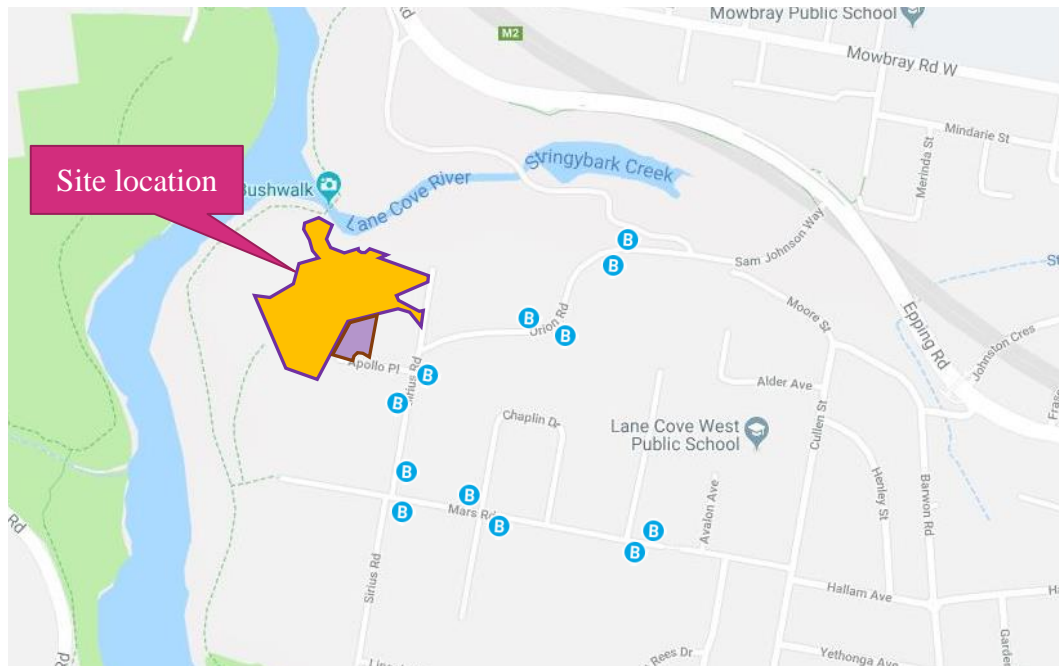 Rd
Mowbray Public School
M2
Mowbray Rd W
Mindarie St
Merinda St
Site location
Bushwalk
Stringybark Creek
Lane Cove River
B
B
Sam Johnson Way
B
Orion Rd
B
Moore St
Epping Rd
Johnston Cres
Apollo Pl
B
Sirius Rd
B
Alder Ave
Chaplin Dr
Lane Cove West
Public School
Cullen St
B
Henley St
Barwon Rd
B
B
Mars Rd
B
B
B
Avalon Ave
Rd
Sirius Rd
Hallam Ave
Rees Dr
Yethonga Ave
Rd